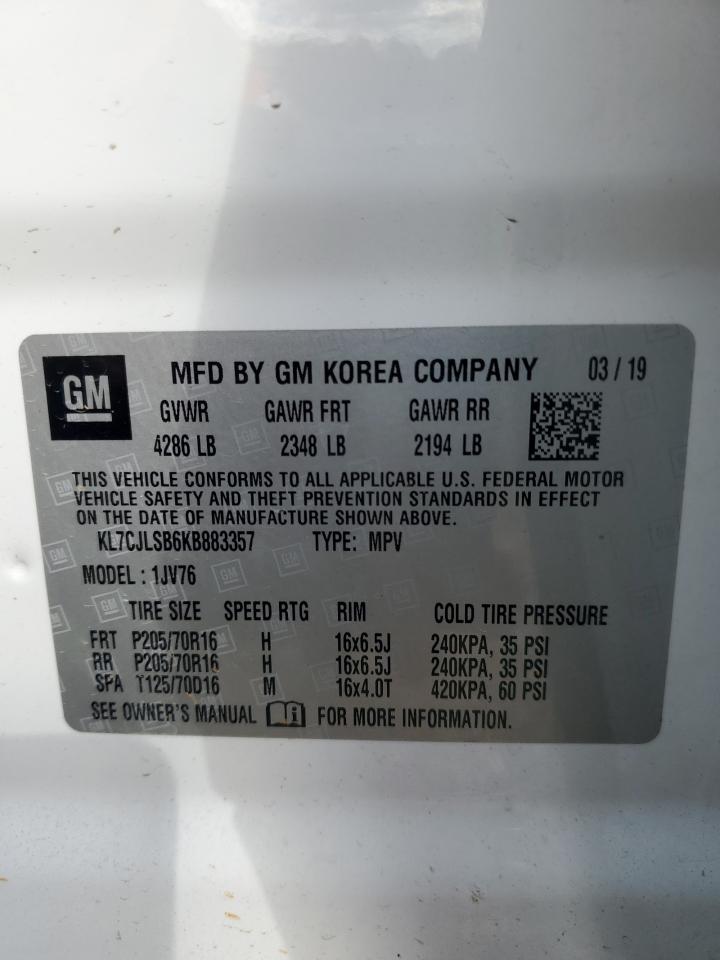 GM MFD BY GM KOREA COMPANY 03 / 19
GVWR GAWR FRT GAWR RR
4286 LB 2348 LB 2194 LB
THIS VEHICLE CONFORMS TO ALL APPLICABLE U.S. FEDERAL MOTOR
VEHICLE SAFETY AND THEFT PREVENTION STANDARDS IN EFFECT
ON THE DATE OF MANUFACTURE SHOWN ABOVE.
KL7CJLSB6KB883357 TYPE: MPV
MODEL : 1JV76
TIRE SIZE SPEED RTG RIM COLD TIRE PRESSURE
FRT P205/70R16 H 16x6.5J 240KPA, 35 PSI
RR P205/70R16 H 16x6.5J 240KPA, 35 PSI
SPA T125/70D16 M 16x4.0T 420KPA, 60 PSI
SEE OWNER'S MANUAL i FOR MORE INFORMATION.